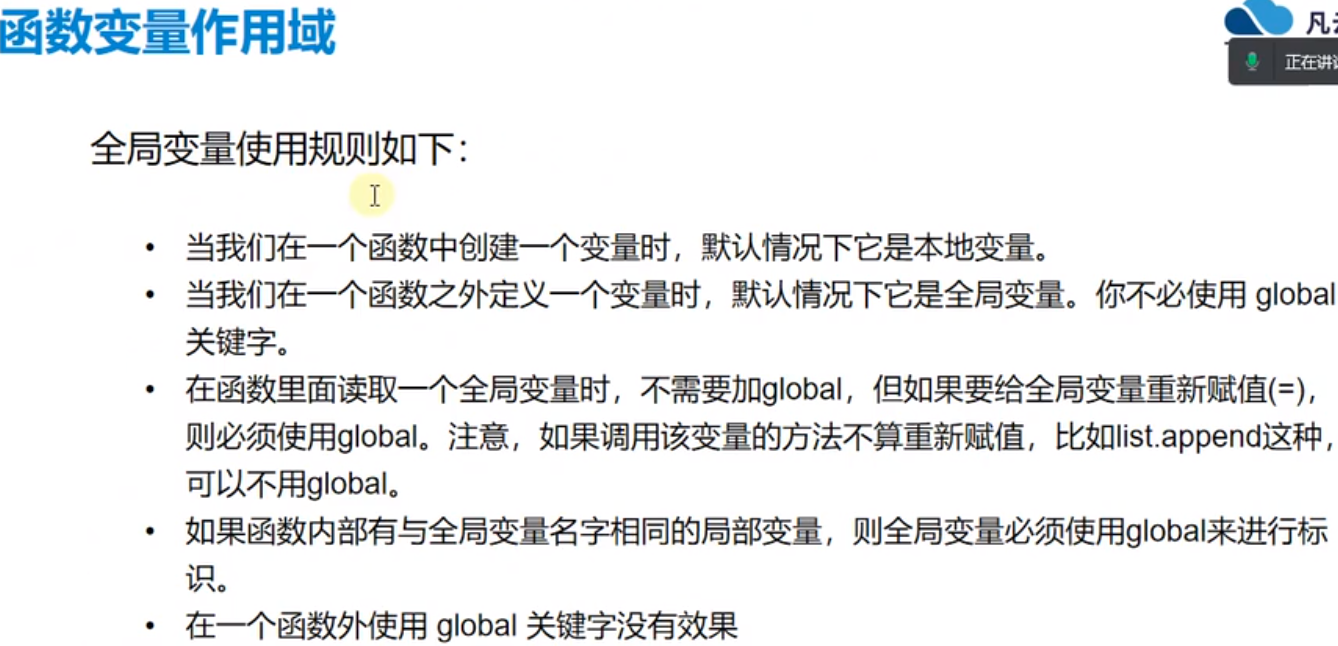 函数变量作用域
凡
正在讲
全局变量使用规则如下：
• 当我们在一个函数中创建一个变量时，默认情况下它是本地变量。
• 当我们在一个函数之外定义一个变量时，默认情况下它是全局变量。你不必使用 global
关键字。
• 在函数里面读取一个全局变量时，不需要加global，但如果要给全局变量重新赋值(=)，
则必须使用global。注意，如果调用该变量的方法不算重新赋值，比如list.append这种，
可以不用global。
• 如果函数内部有与全局变量名字相同的局部变量，则全局变量必须使用global来进行标
识。
• 在一个函数外使用 global 关键字没有效果